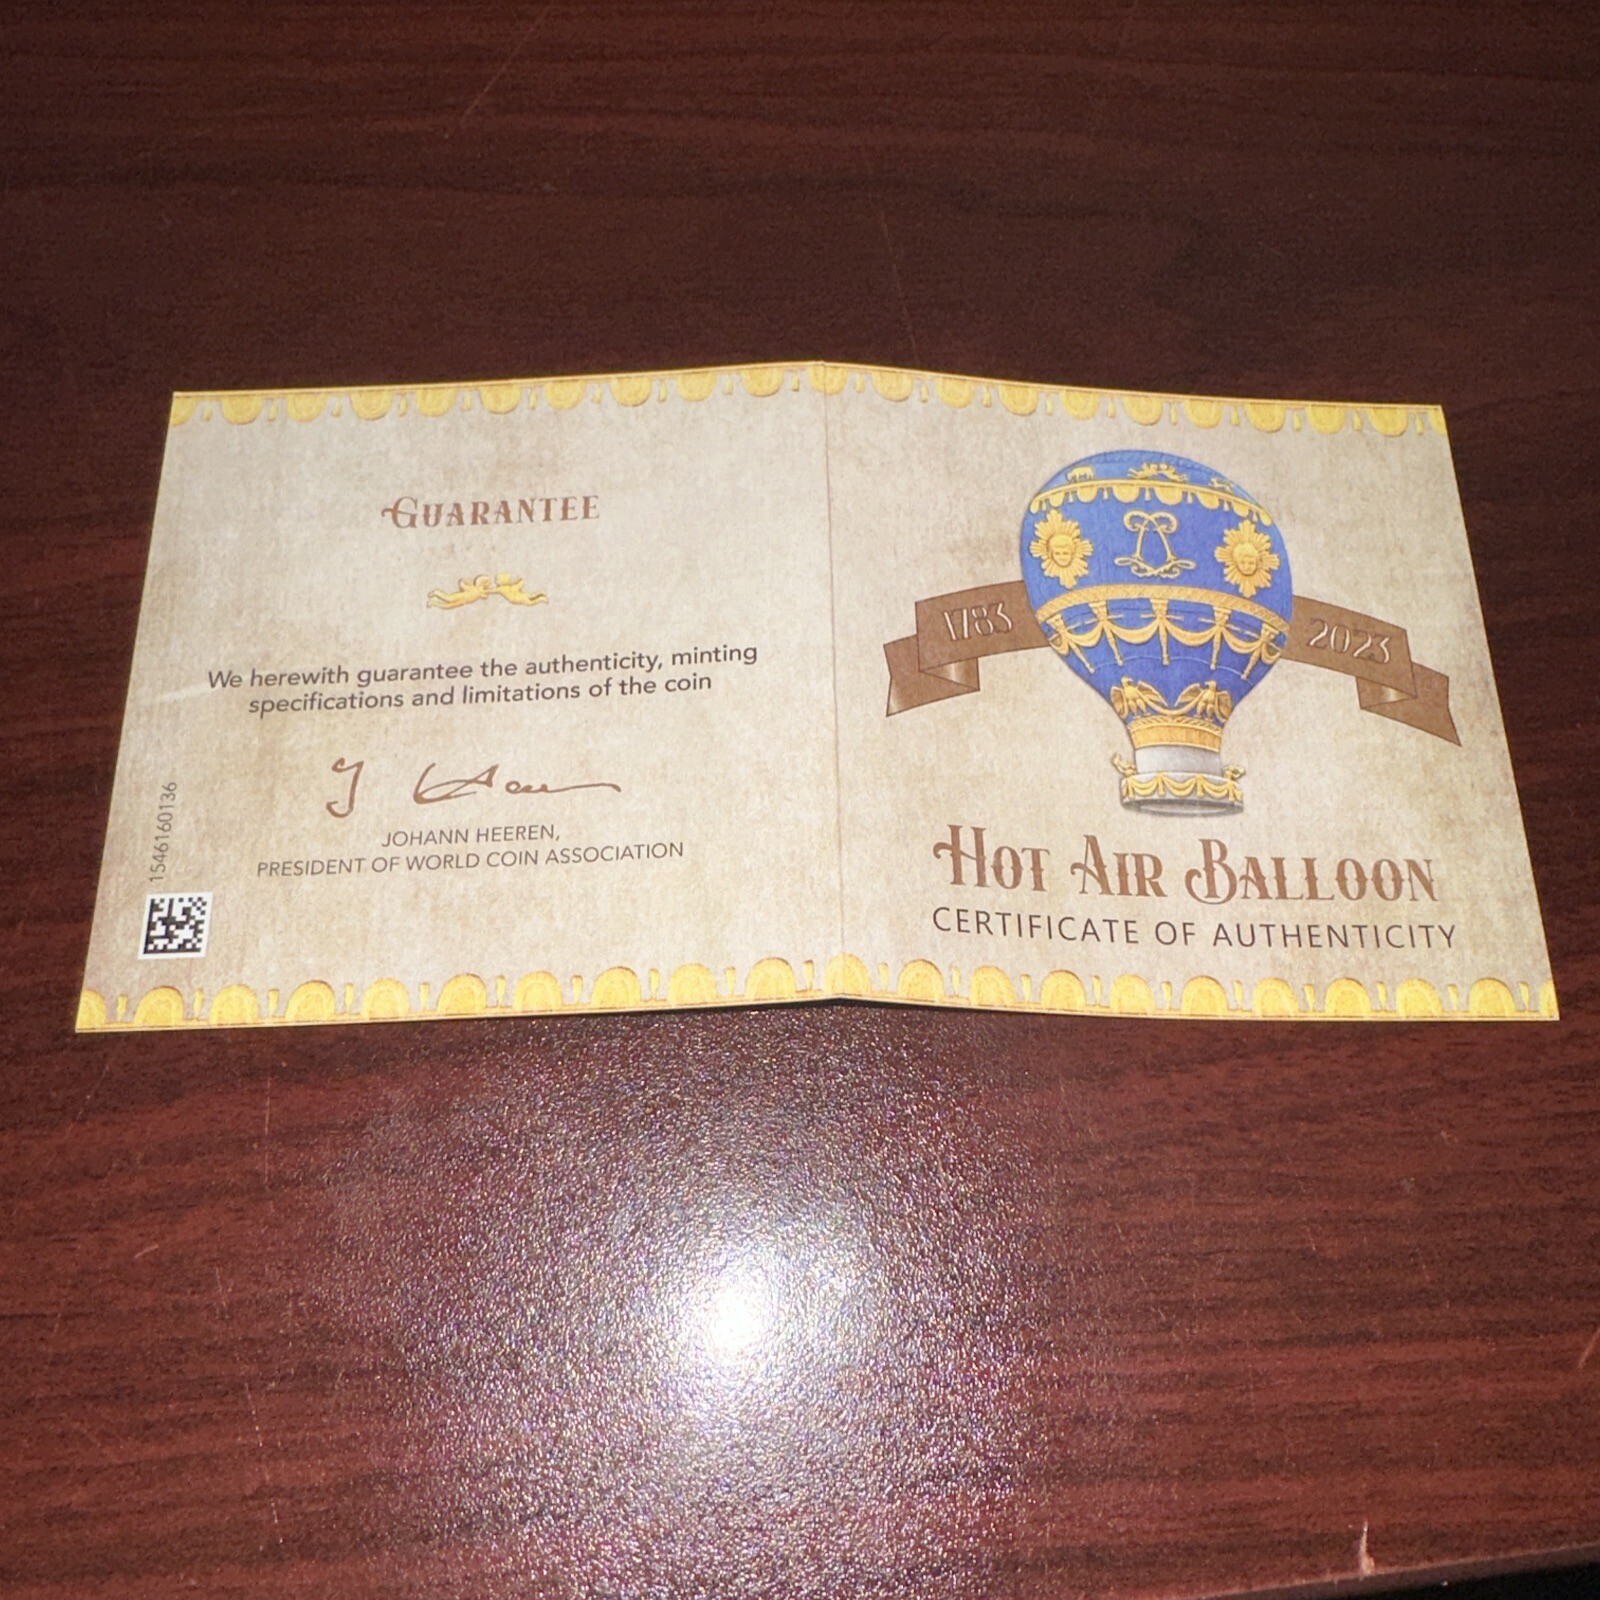 GUARANTEE
We herewith guarantee the authenticity, minting
specifications and limitations of the coin
JOHANN HEEREN,
PRESIDENT OF WORLD COIN ASSOCIATION
1546160136
1783
2023
HOT AIR BALLOON
CERTIFICATE OF AUTHENTICITY